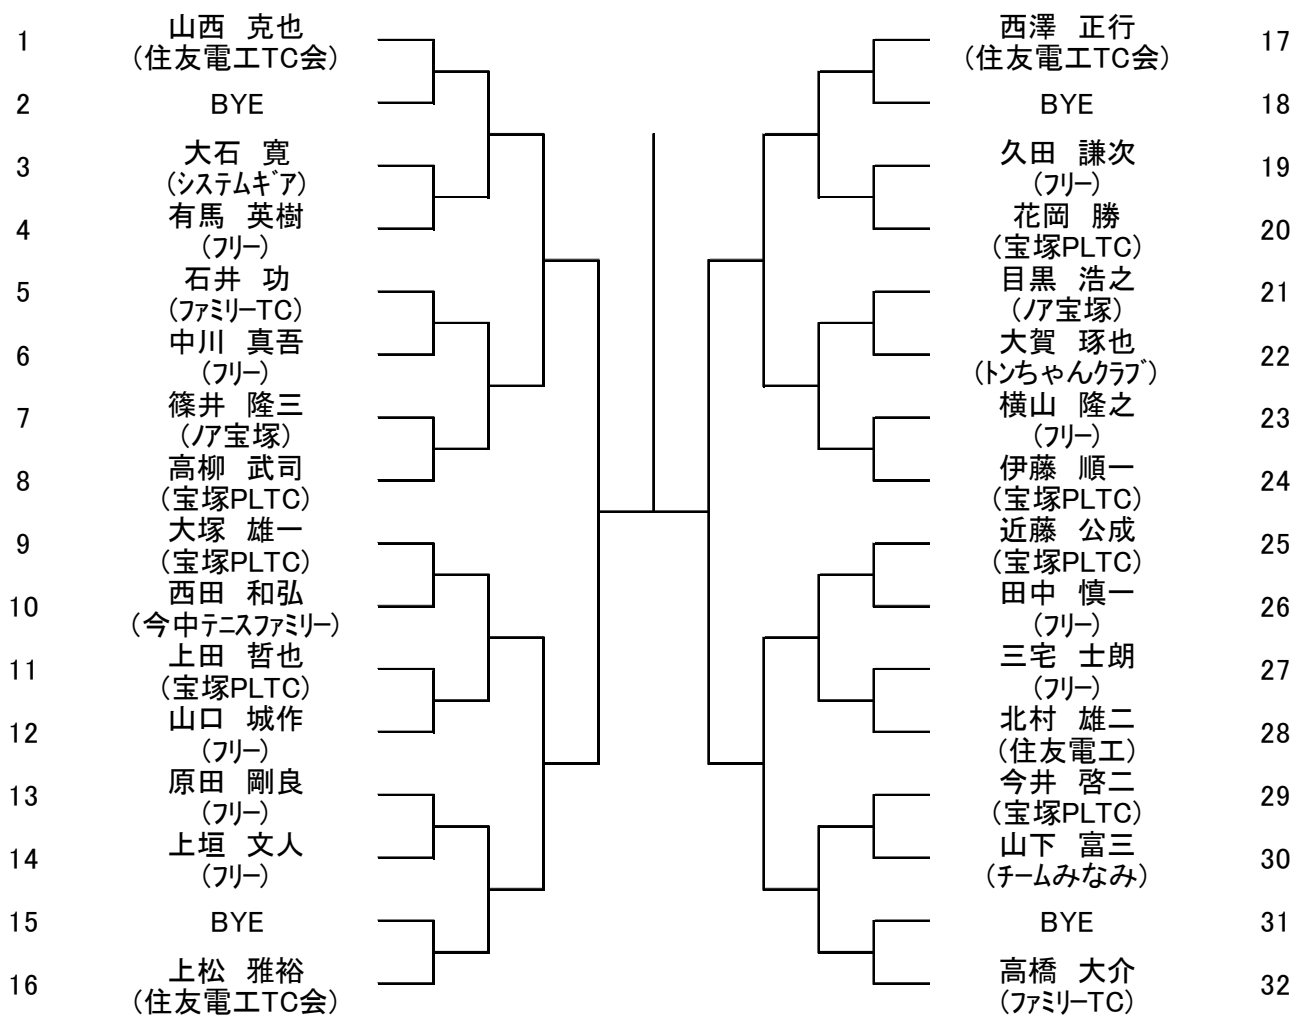 1
山西 克也
(住友電工TC会)
2
BYE
3
大石 寛
(ｼｽﾃﾑｷﾞｱ)
4
有馬 英樹
(ﾌﾘｰ)
5
石井 功
(ﾌｧﾐﾘｰTC)
6
中川 真吾
(ﾌﾘｰ)
7
篠井 隆三
(ﾉｱ宝塚)
8
高柳 武司
(宝塚PLTC)
9
大塚 雄一
(宝塚PLTC)
10
西田 和弘
(今中ﾃﾆｽﾌｧﾐﾘｰ)
11
上田 哲也
(宝塚PLTC)
12
山口 城作
(ﾌﾘｰ)
13
原田 剛良
(ﾌﾘｰ)
14
上垣 文人
(ﾌﾘｰ)
15
BYE
16
上松 雅裕
(住友電工TC会)
西澤 正行
(住友電工TC会)
17
BYE
18
久田 謙次
(ﾌﾘｰ)
19
花岡 勝
(宝塚PLTC)
20
目黒 浩之
(ﾉｱ宝塚)
21
大賀 琢也
(ﾄﾝちゃんｸﾗﾌﾞ)
22
横山 隆之
(ﾌﾘｰ)
23
伊藤 順一
(宝塚PLTC)
24
近藤 公成
(宝塚PLTC)
25
田中 慎一
(ﾌﾘｰ)
26
三宅 士朗
(ﾌﾘｰ)
27
北村 雄二
(住友電工)
28
今井 啓二
(宝塚PLTC)
29
山下 富三
(ﾁｰﾑみなみ)
30
BYE
31
高橋 大介
(ﾌｧﾐﾘｰTC)
32